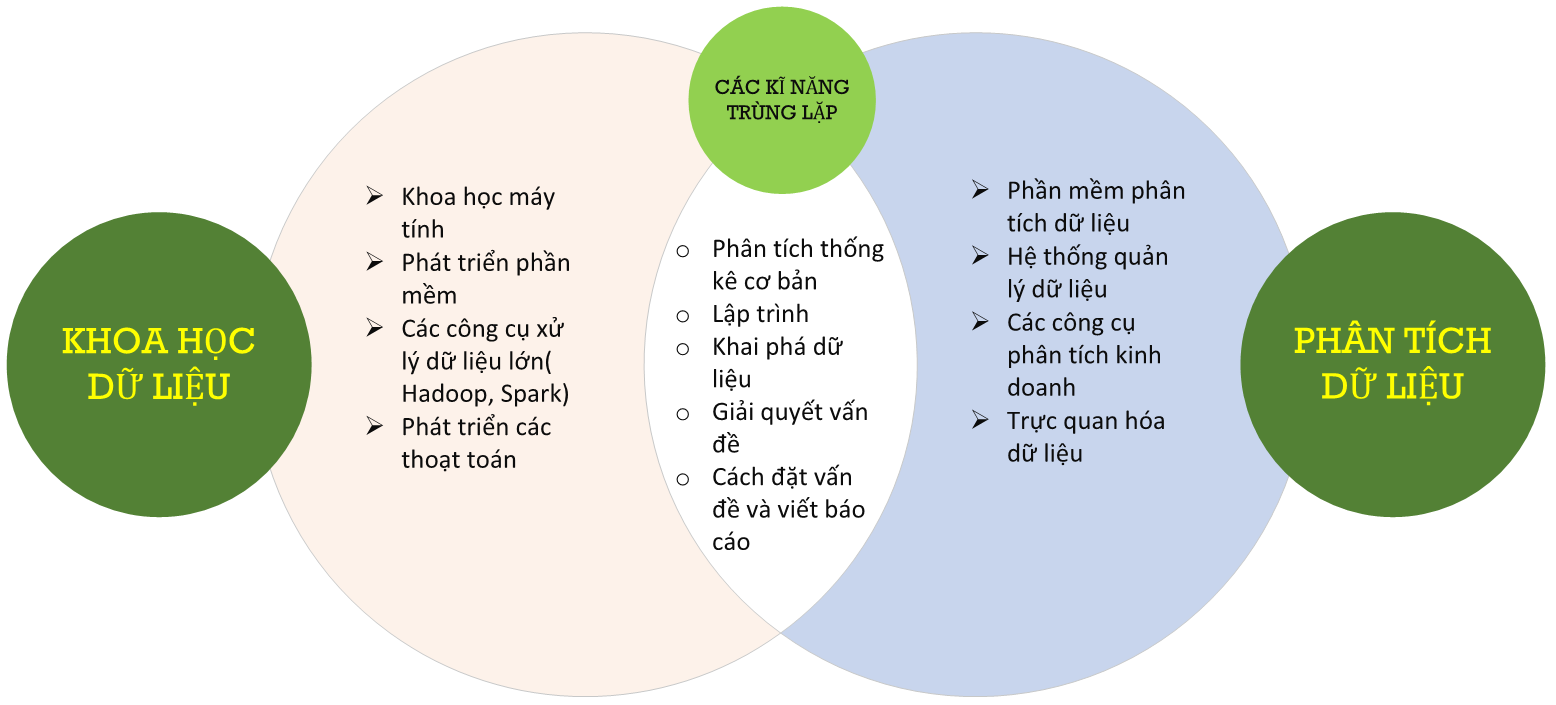 CÁC KĨ NĂNG
TRÙNG LẶP
KHOA HỌC
DỮ LIỆU
➢ Khoa học máy
tính
➢ Phát triển phần
mềm
➢ Các công cụ xử
lý dữ liệu lớn(
Hadoop, Spark)
➢ Phát triển các
thoạt toán
o Phân tích thống
kê cơ bản
o Lập trình
o Khai phá dữ
liệu
o Giải quyết vấn
đề
o Cách đặt vấn
đề và viết báo
cáo
➢ Phần mềm phân
tích dữ liệu
➢ Hệ thống quản
lý dữ liệu
➢ Các công cụ
phân tích kinh
doanh
➢ Trực quan hóa
dữ liệu
PHÂN TÍCH
DỮ LIỆU